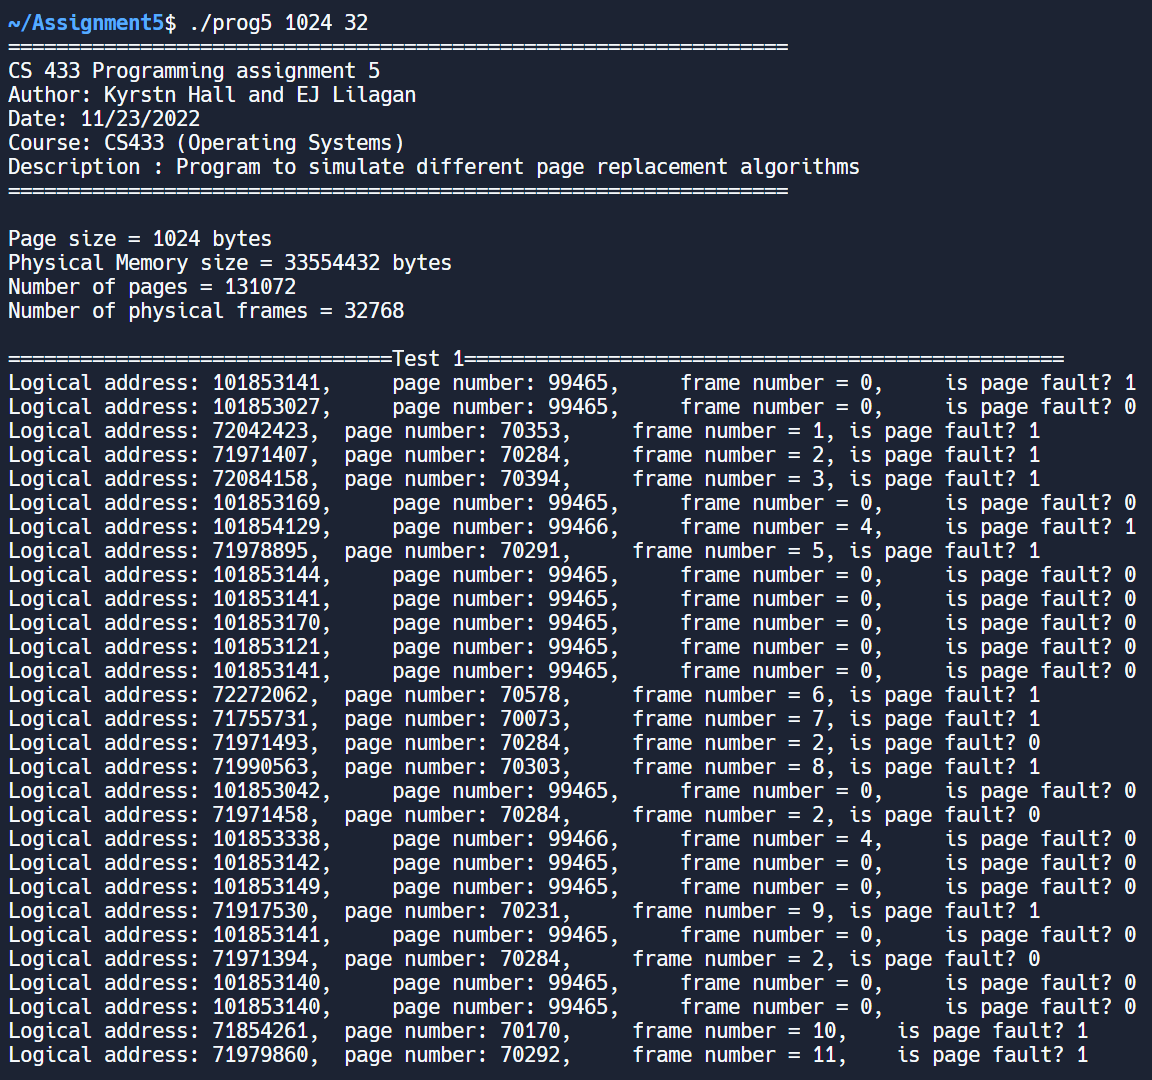 ~/Assignment5$ ./prog5 1024 32
=================================================================
CS 433 Programming assignment 5
Author: Kyrstn Hall and EJ Lilagan
Date: 11/23/2022
Course: CS433 (Operating Systems)
Description : Program to simulate different page replacement algorithms
=================================================================
Page size = 1024 bytes
Physical Memory size = 33554432 bytes
Number of pages = 131072
Number of physical frames = 32768
================================Test 1==================================================
Logical address: 101853141,	page number: 99465,	frame number = 0,	is page fault? 1
Logical address: 101853027,	page number: 99465,	frame number = 0,	is page fault? 0
Logical address: 72042423,	page number: 70353,	frame number = 1,	is page fault? 1
Logical address: 71971407,	page number: 70284,	frame number = 2,	is page fault? 1
Logical address: 72084158,	page number: 70394,	frame number = 3,	is page fault? 1
Logical address: 101853169,	page number: 99465,	frame number = 0,	is page fault? 0
Logical address: 101854129,	page number: 99466,	frame number = 4,	is page fault? 1
Logical address: 71978895,	page number: 70291,	frame number = 5,	is page fault? 1
Logical address: 101853144,	page number: 99465,	frame number = 0,	is page fault? 0
Logical address: 101853141,	page number: 99465,	frame number = 0,	is page fault? 0
Logical address: 101853170,	page number: 99465,	frame number = 0,	is page fault? 0
Logical address: 101853121,	page number: 99465,	frame number = 0,	is page fault? 0
Logical address: 101853141,	page number: 99465,	frame number = 0,	is page fault? 0
Logical address: 72272062,	page number: 70578,	frame number = 6,	is page fault? 1
Logical address: 71755731,	page number: 70073,	frame number = 7,	is page fault? 1
Logical address: 71971493,	page number: 70284,	frame number = 2,	is page fault? 0
Logical address: 71990563,	page number: 70303,	frame number = 8,	is page fault? 1
Logical address: 101853042,	page number: 99465,	frame number = 0,	is page fault? 0
Logical address: 71971458,	page number: 70284,	frame number = 2,	is page fault? 0
Logical address: 101853338,	page number: 99466,	frame number = 4,	is page fault? 0
Logical address: 101853142,	page number: 99465,	frame number = 0,	is page fault? 0
Logical address: 101853149,	page number: 99465,	frame number = 0,	is page fault? 0
Logical address: 71917530,	page number: 70231,	frame number = 9,	is page fault? 1
Logical address: 101853141,	page number: 99465,	frame number = 0,	is page fault? 0
Logical address: 71971394,	page number: 70284,	frame number = 2,	is page fault? 0
Logical address: 101853140,	page number: 99465,	frame number = 0,	is page fault? 0
Logical address: 101853140,	page number: 99465,	frame number = 0,	is page fault? 0
Logical address: 71854261,	page number: 70170,	frame number = 10,	is page fault? 1
Logical address: 71979860,	page number: 70292,	frame number = 11,	is page fault? 1